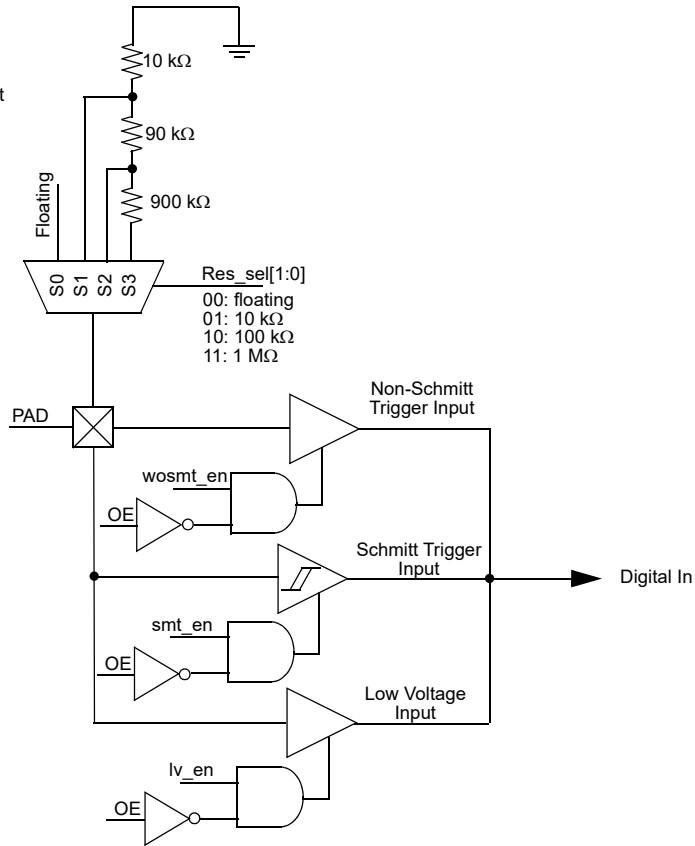 10 kΩ
t
90 kΩ
900 kΩ
Floating
S0
S1
S2
S3
Res_sel[1:0]
00: floating
01: 10 kΩ
10: 100 kΩ
11: 1 MΩ
Non-Schmitt
Trigger Input
PAD
wosmt_en
OE
Schmitt Trigger
Input
Digital In
smt_en
OE
Low Voltage
Input
lv_en
OE